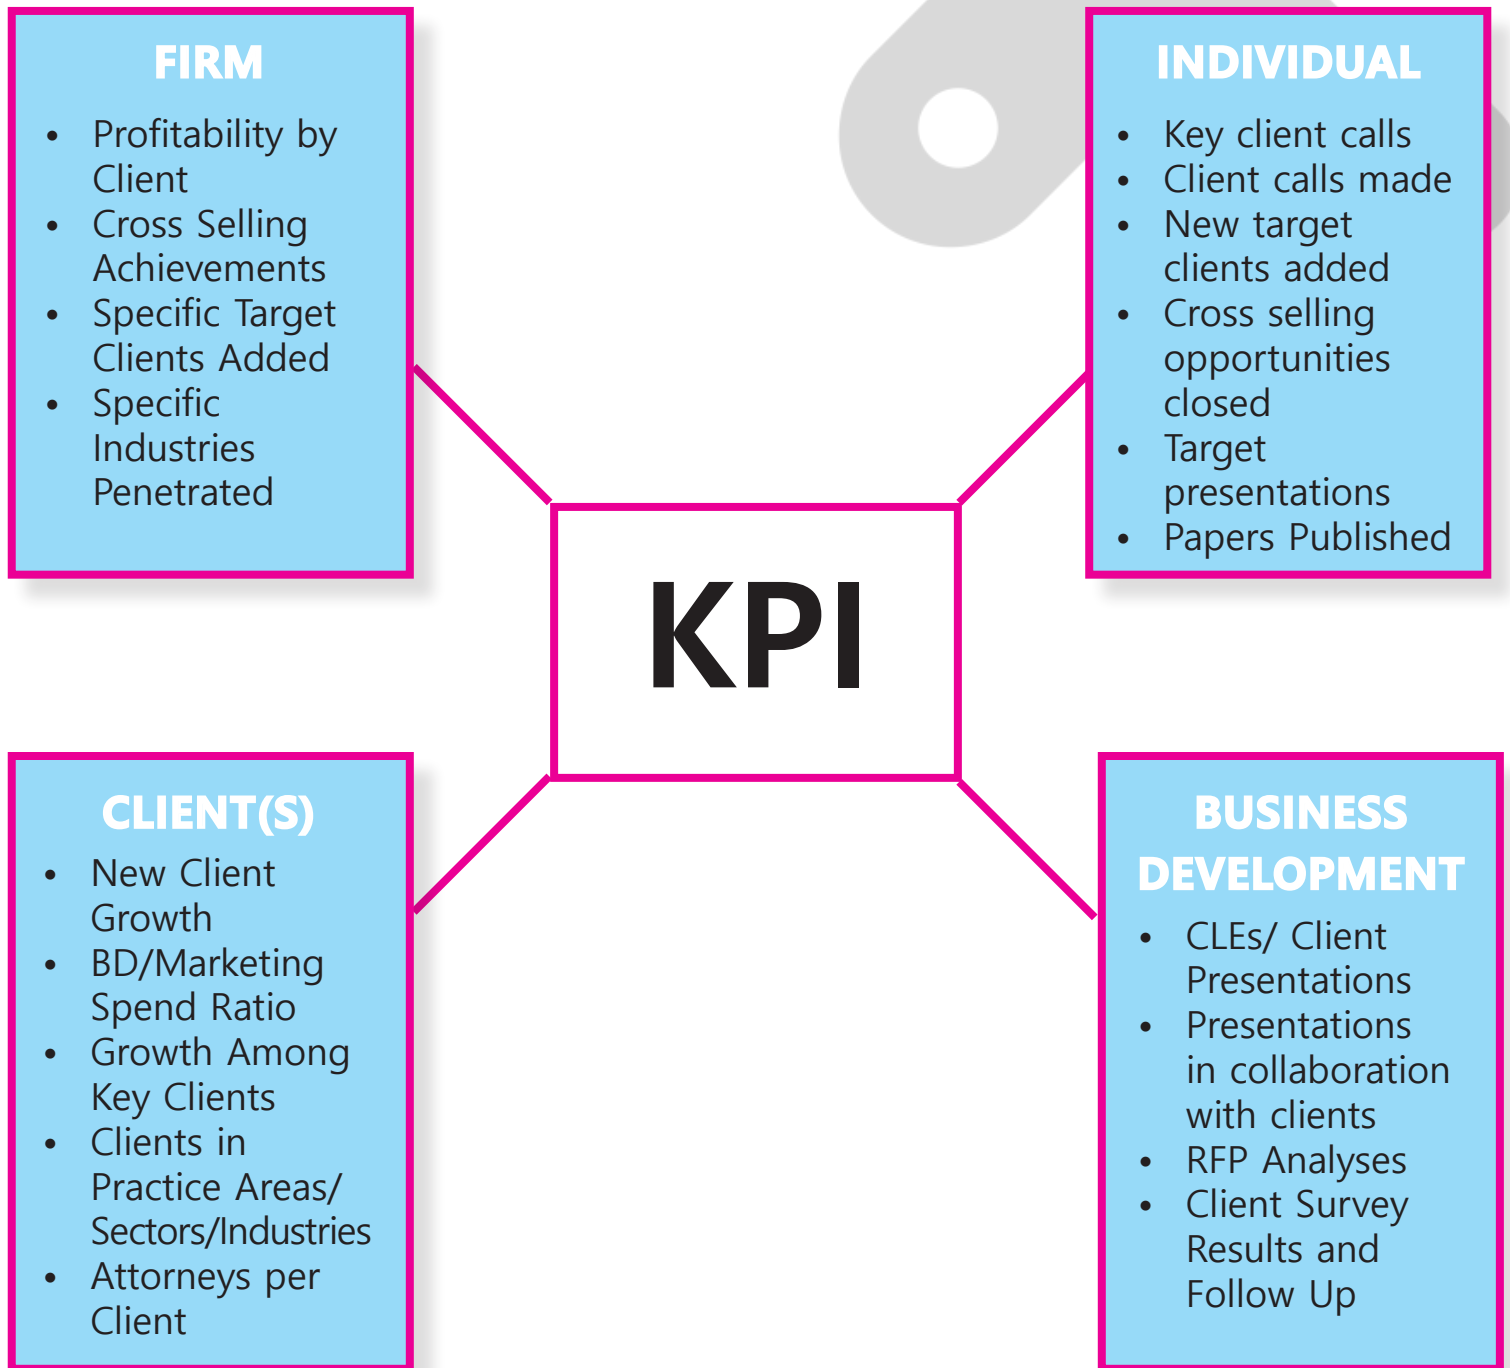 FIRM
• Profitability by
Client
• Cross Selling
Achievements
• Specific Target
Clients Added
• Specific
Industries
Penetrated
INDIVIDUAL
• Key client calls
• Client calls made
• New target
clients added
• Cross selling
opportunities
closed
• Target
presentations
• Papers Published
KPI
CLIENT(S)
• New Client
Growth
• BD/Marketing
Spend Ratio
• Growth Among
Key Clients
• Clients in
Practice Areas/
Sectors/Industries
• Attorneys per
Client
BUSINESS
DEVELOPMENT
• CLEs/ Client
Presentations
• Presentations
in collaboration
with clients
• RFP Analyses
• Client Survey
Results and
Follow Up